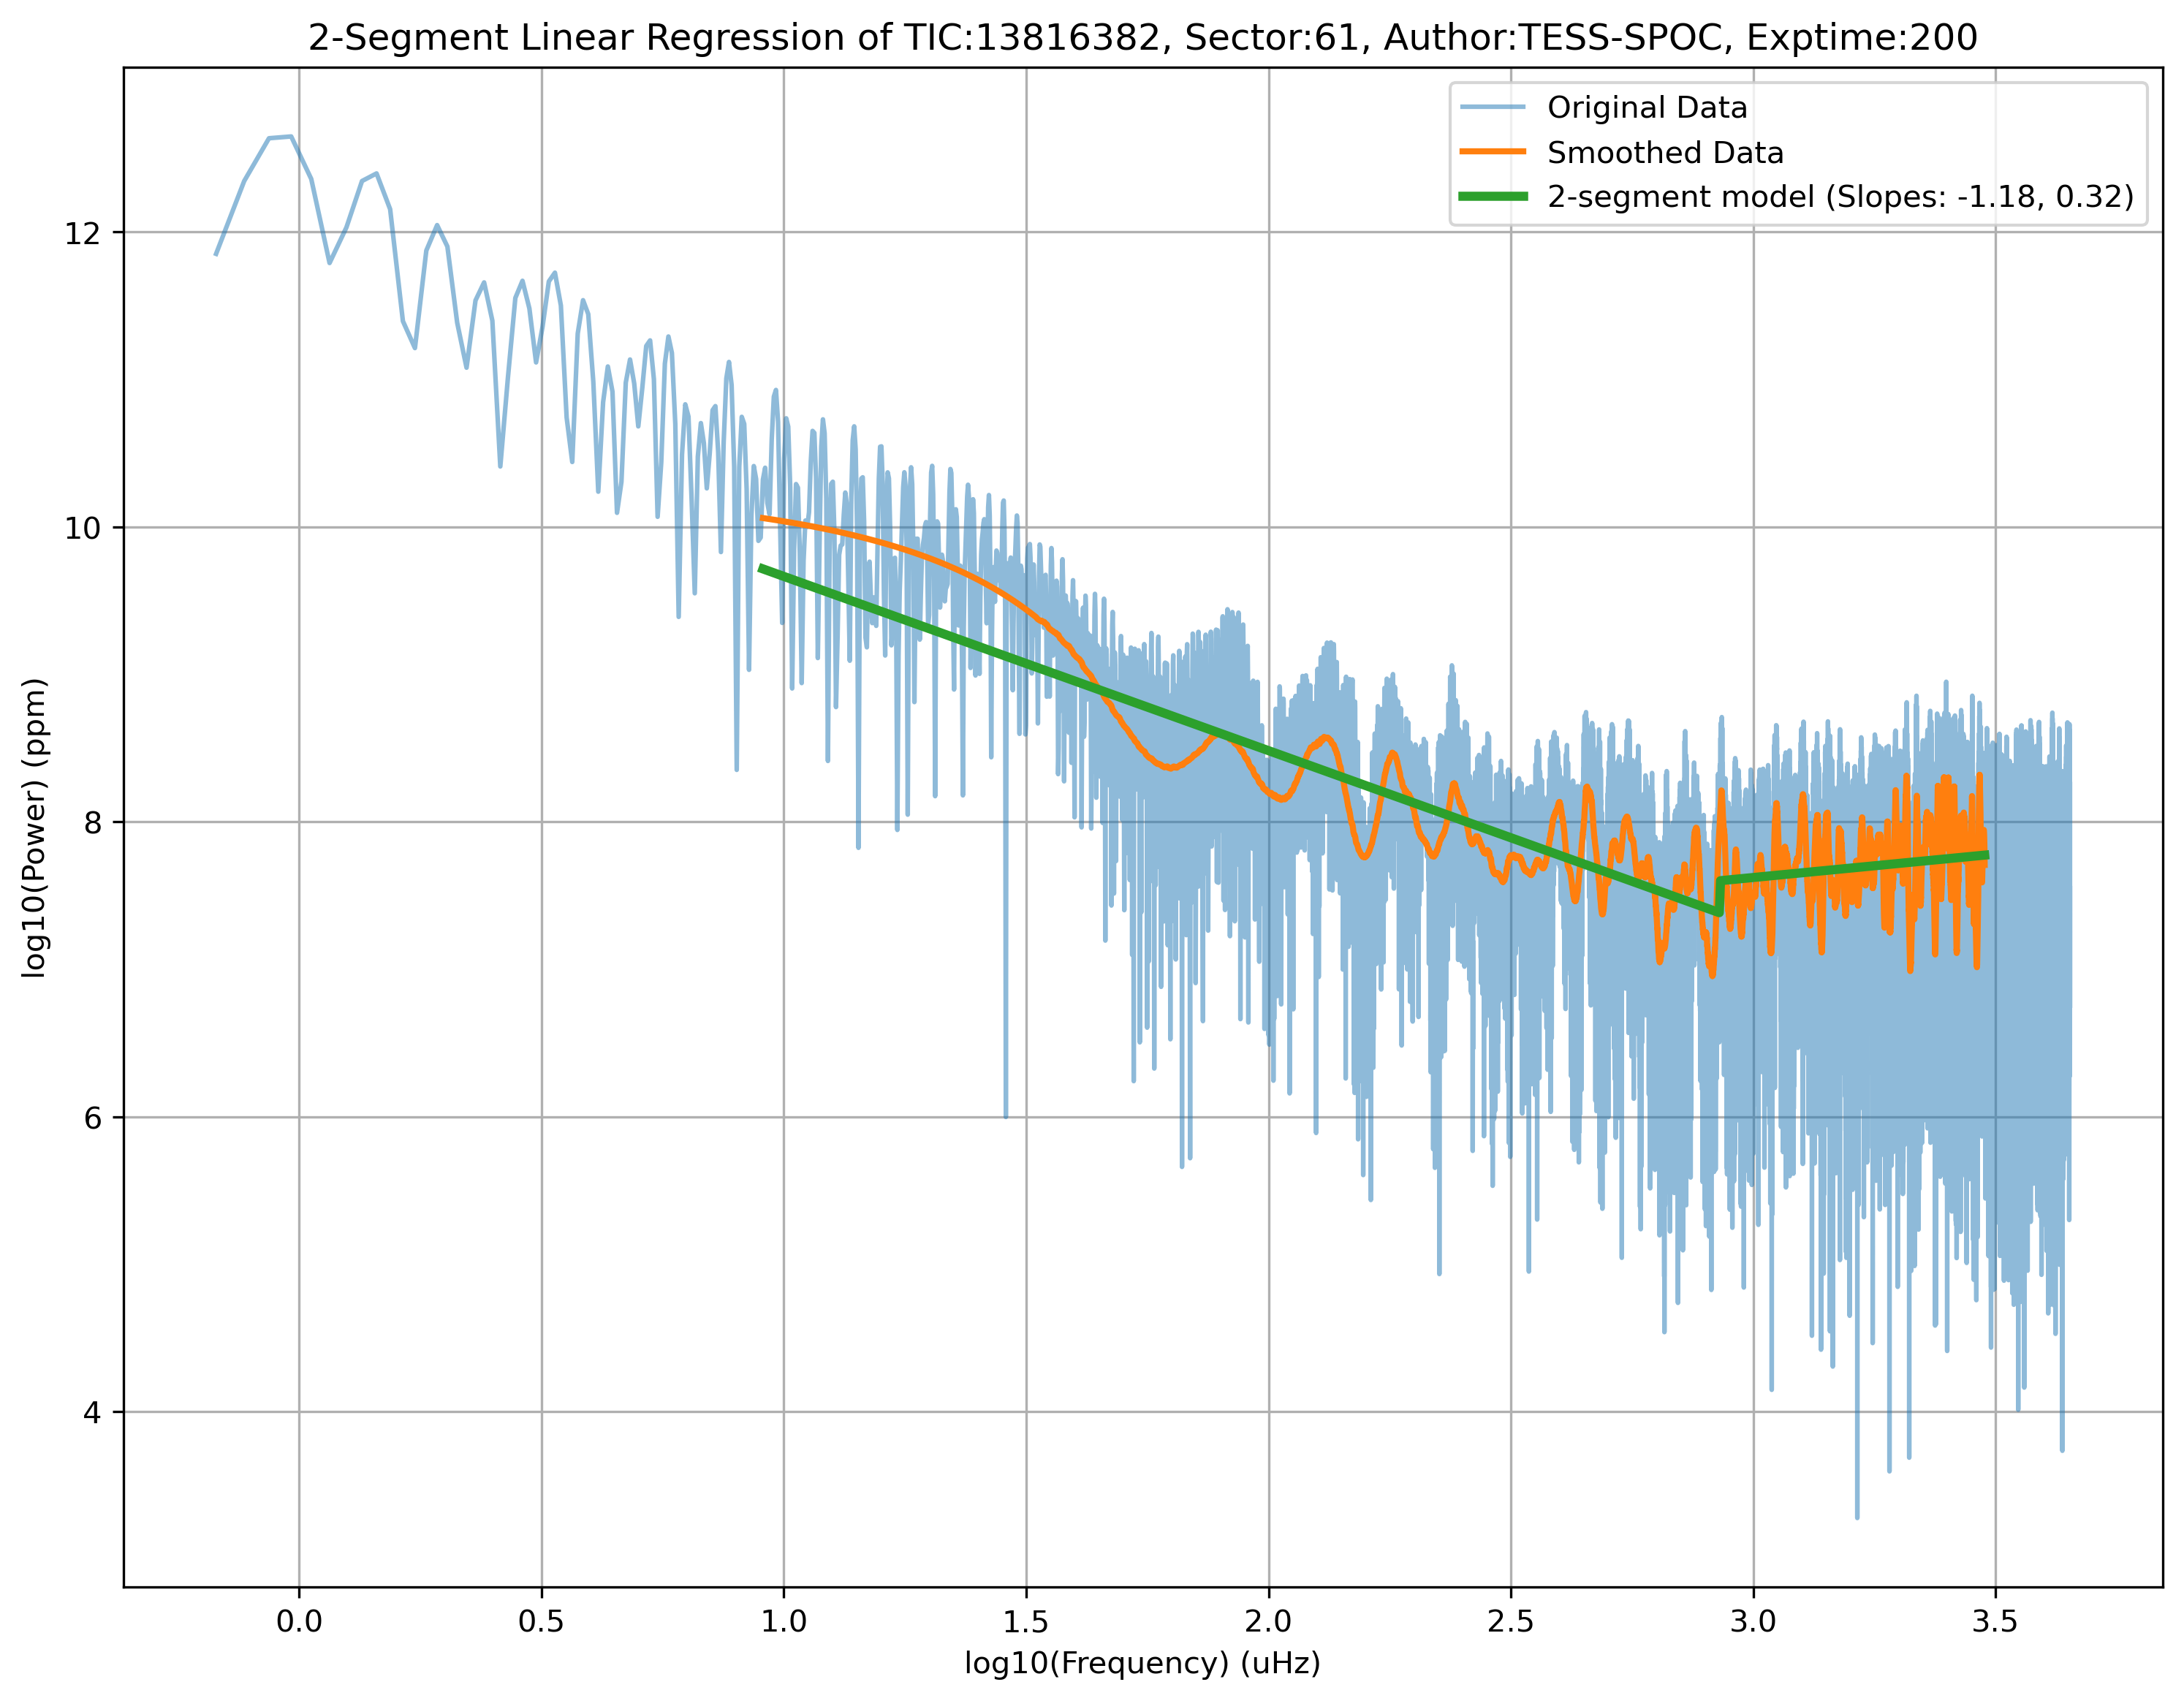 2-Segment Linear Regression of TIC:13816382, Sector:61, Author:TESS-SPOC, Exptime:200
Original Data
Smoothed Data
2-segment model (Slopes: -1.18, 0.32)
log10(Power) (ppm)
12
10
8
6
4
0.0 0.5 1.0 1.5 2.0 2.5 3.0 3.5
log10(Frequency) (uHz)